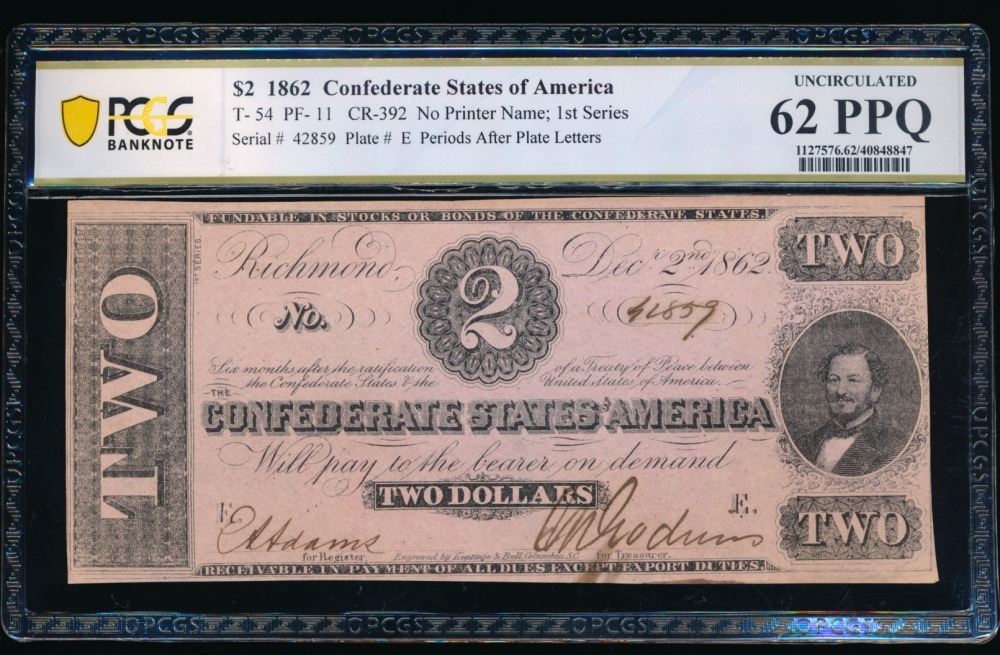 $2 1862 Confederate States of America
T- 54 PF- 11 CR-392 No Printer Name; 1st Series
Serial # 42859 Plate # E Periods After Plate Letters
PCGS
BANKNOTE
UNCIRCULATED
62 PPQ
1127576.62/40848847
FUNDABLE IN STOCKS OR BONDS OF THE CONFEDERATE STATES.
1ST SERIES.
Richmond, Decr. 2nd 1862.
TWO
TWO
2
No. 42859
Six months after the ratification of a Treaty of Peace between
the Confederate States & the United States of America.
THE
CONFEDERATE STATES AMERICA
Will pay to the bearer on demand
TWO DOLLARS
E. E.
for Register. Engraved by Keatinge & Ball, Columbia, S.C. for Treasurer.
TWO
RECEIVABLE IN PAYMENT OF ALL DUES EXCEPT EXPORT DUTIES.